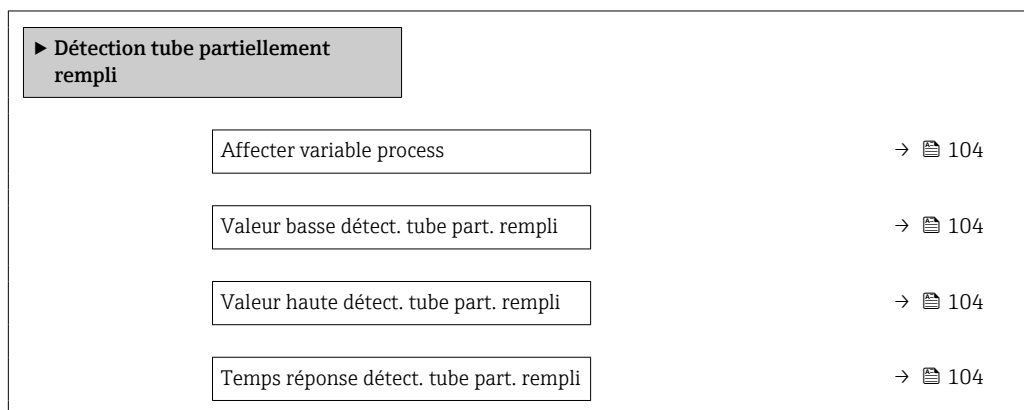 ► Détection tube partiellement
rempli
Affecter variable process → 104
Valeur basse détect. tube part. rempli → 104
Valeur haute détect. tube part. rempli → 104
Temps réponse détect. tube part. rempli → 104